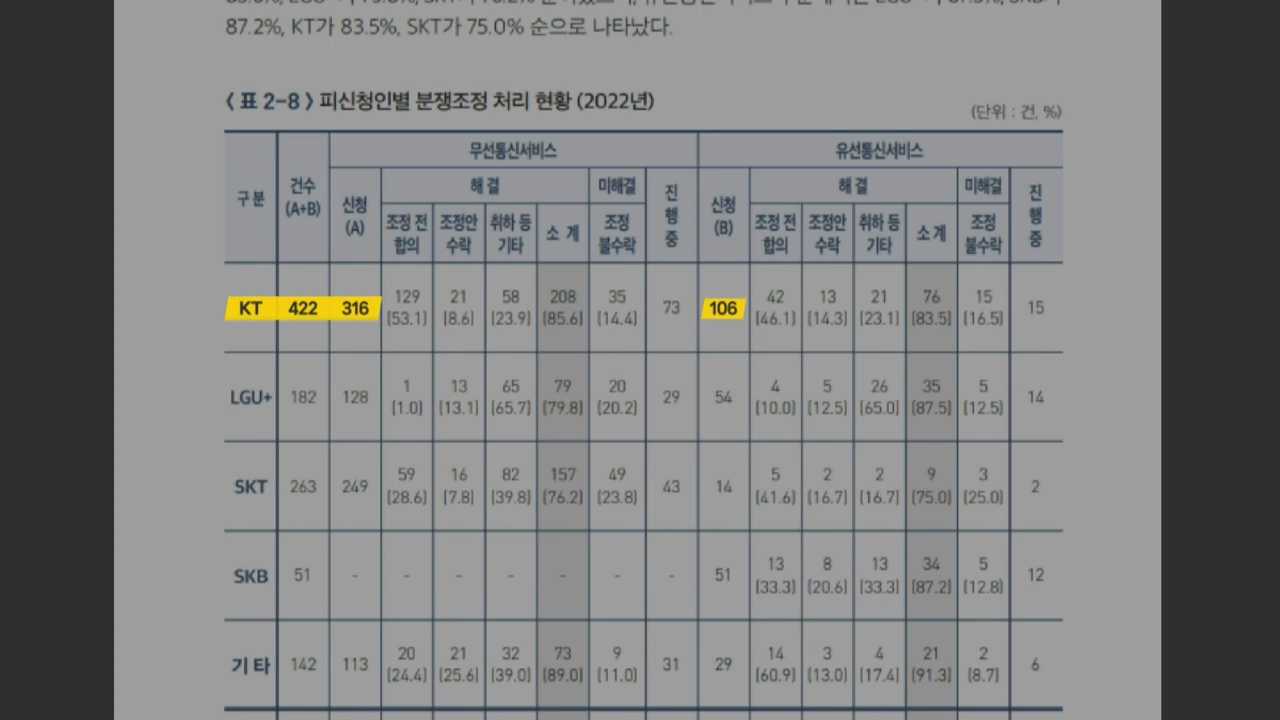 87.2%, KT가 83.5%, SKT가 75.0% 순으로 나타났다.
〈 표 2-8 〉 피신청인별 분쟁조정 처리 현황 (2022년)
(단위 : 건, %)
구분 건수 (A+B) 무선통신서비스 유선통신서비스
신청 (A) 해결 미해결 진행중 신청 (B) 해결 미해결 진행중
조정 전 합의 조정안 수락 취하 등 기타 소 계 조정 불수락 조정 전 합의 조정안 수락 취하 등 기타 소 계 조정 불수락
KT 422 316 129 21 58 208 35 73 106 42 13 21 76 15 15
(53.1) (8.6) (23.9) (85.6) (14.4) (46.1) (14.3) (23.1) (83.5) (16.5)
LGU+ 182 128 1 13 65 79 20 29 54 4 5 26 35 5 14
(1.0) (13.1) (65.7) (79.8) (20.2) (10.0) (12.5) (65.0) (87.5) (12.5)
SKT 263 249 59 16 82 157 49 43 14 5 2 2 9 3 2
(28.6) (7.8) (39.8) (76.2) (23.8) (41.6) (16.7) (16.7) (75.0) (25.0)
SKB 51 - - - - - - - 51 13 8 13 34 5 12
(33.3) (20.6) (33.3) (87.2) (12.8)
기타 142 113 20 21 32 73 9 31 29 14 3 4 21 2 6
(24.4) (25.6) (39.0) (89.0) (11.0) (60.9) (13.0) (17.4) (91.3) (8.7)